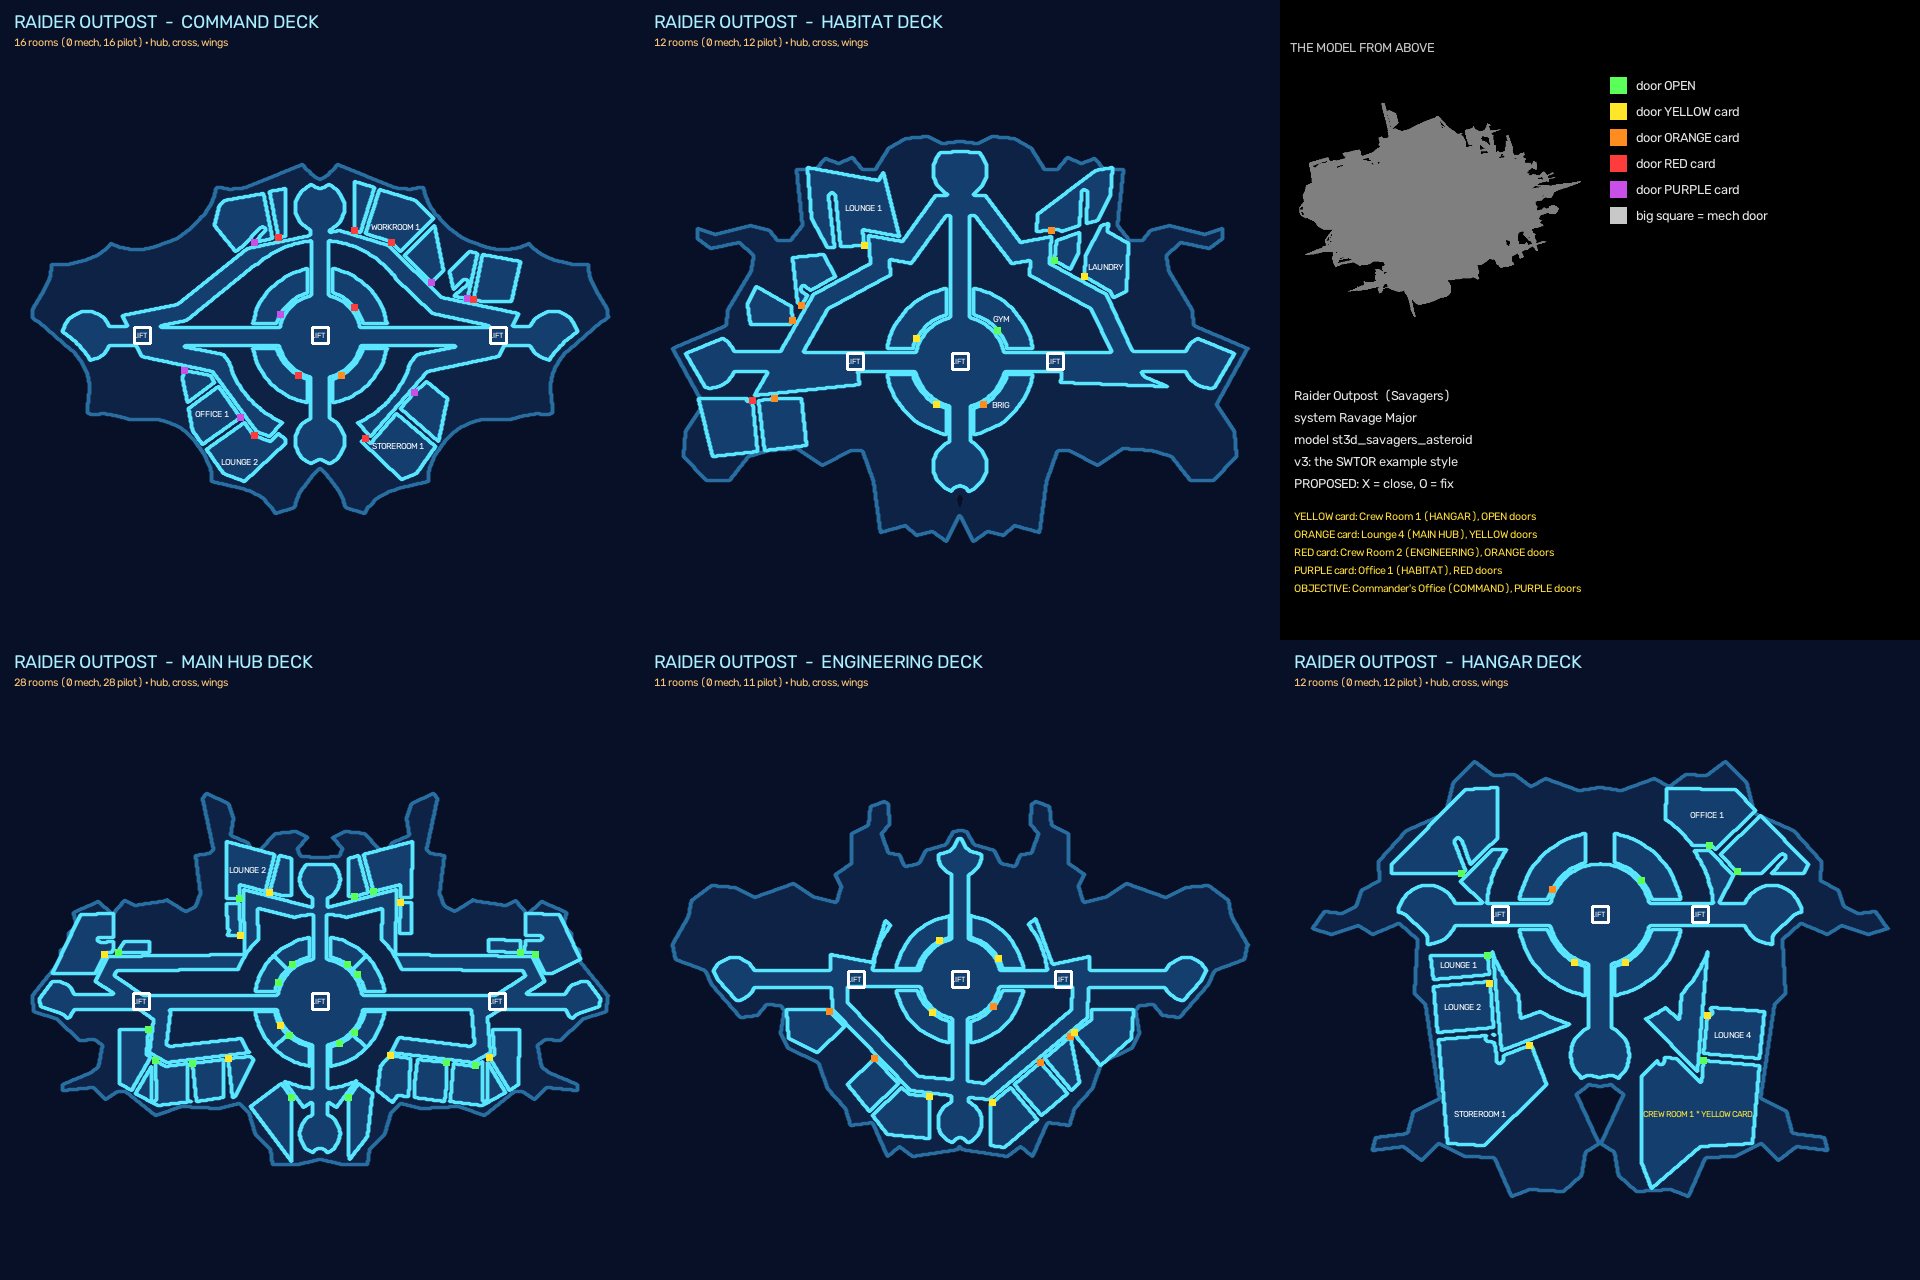 RAIDER OUTPOST - COMMAND DECK
16 rooms (0 mech, 16 pilot) • hub, cross, wings
WORKROOM 1
LIFT
LIFT
LIFT
OFFICE 1
STOREROOM 1
LOUNGE 2
RAIDER OUTPOST - HABITAT DECK
12 rooms (0 mech, 12 pilot) • hub, cross, wings
LOUNGE 1
LAUNDRY
GYM
LIFT
LIFT
LIFT
BRIG
THE MODEL FROM ABOVE
door OPEN
door YELLOW card
door ORANGE card
door RED card
door PURPLE card
big square = mech door
Raider Outpost (Savagers)
system Ravage Major
model st3d_savagers_asteroid
v3: the SWTOR example style
PROPOSED: X = close, O = fix
YELLOW card: Crew Room 1 (HANGAR), OPEN doors
ORANGE card: Lounge 4 (MAIN HUB), YELLOW doors
RED card: Crew Room 2 (ENGINEERING), ORANGE doors
PURPLE card: Office 1 (HABITAT), RED doors
OBJECTIVE: Commander's Office (COMMAND), PURPLE doors
RAIDER OUTPOST - MAIN HUB DECK
28 rooms (0 mech, 28 pilot) • hub, cross, wings
LOUNGE 2
LIFT
LIFT
LIFT
RAIDER OUTPOST - ENGINEERING DECK
11 rooms (0 mech, 11 pilot) • hub, cross, wings
LIFT
LIFT
LIFT
RAIDER OUTPOST - HANGAR DECK
12 rooms (0 mech, 12 pilot) • hub, cross, wings
OFFICE 1
LIFT
LIFT
LIFT
LOUNGE 1
LOUNGE 2
LOUNGE 4
STOREROOM 1
CREW ROOM 1 * YELLOW CARD